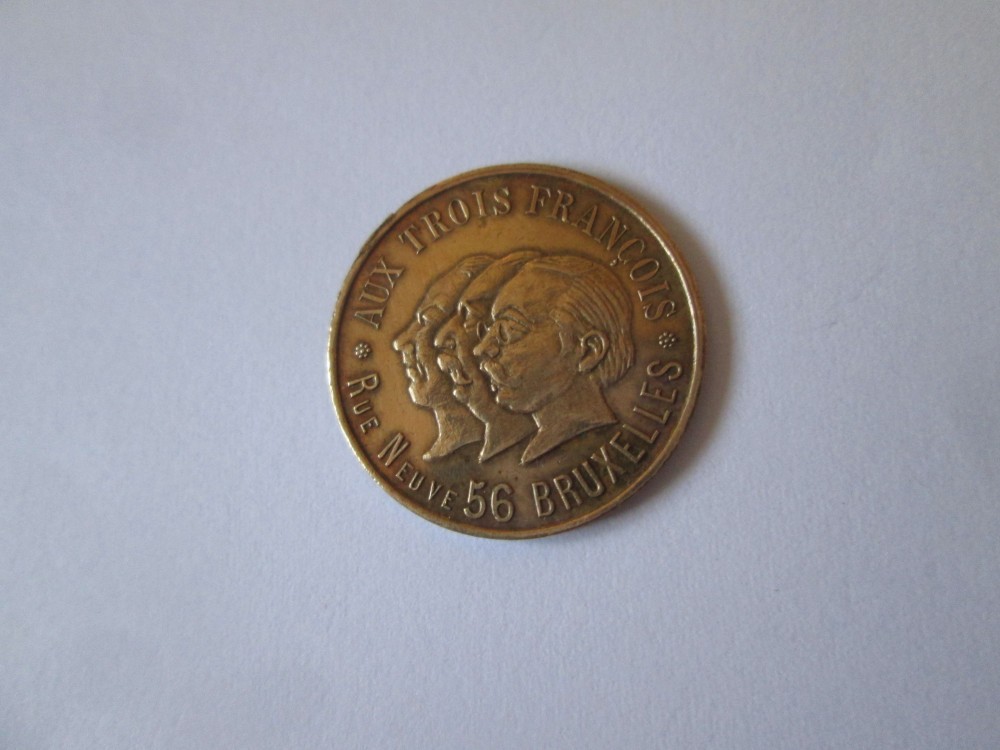 AUX TROIS FRANÇOIS
RUE NEUVE 56 BRUXELLES